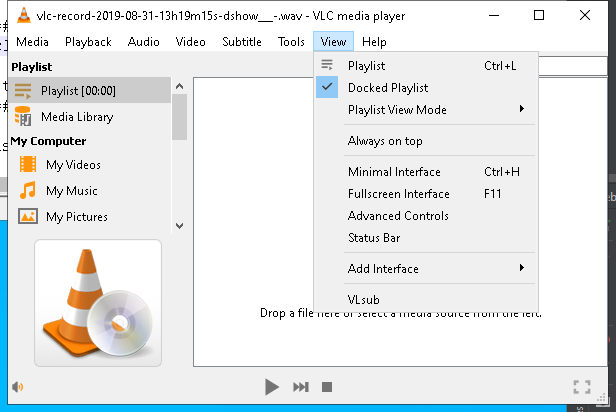 vlc-record-2019-08-31-13h19m15s-dshow__-.wav - VLC media player
Media Playback Audio Video Subtitle Tools View Help
Playlist
Playlist [00:00]
Media Library
My Computer
My Videos
My Music
My Pictures
Playlist Ctrl+L
Docked Playlist
Playlist View Mode
Always on top
Minimal Interface Ctrl+H
Fullscreen Interface F11
Advanced Controls
Status Bar
Add Interface
VLsub
Drop a file here or select a media source from the left.